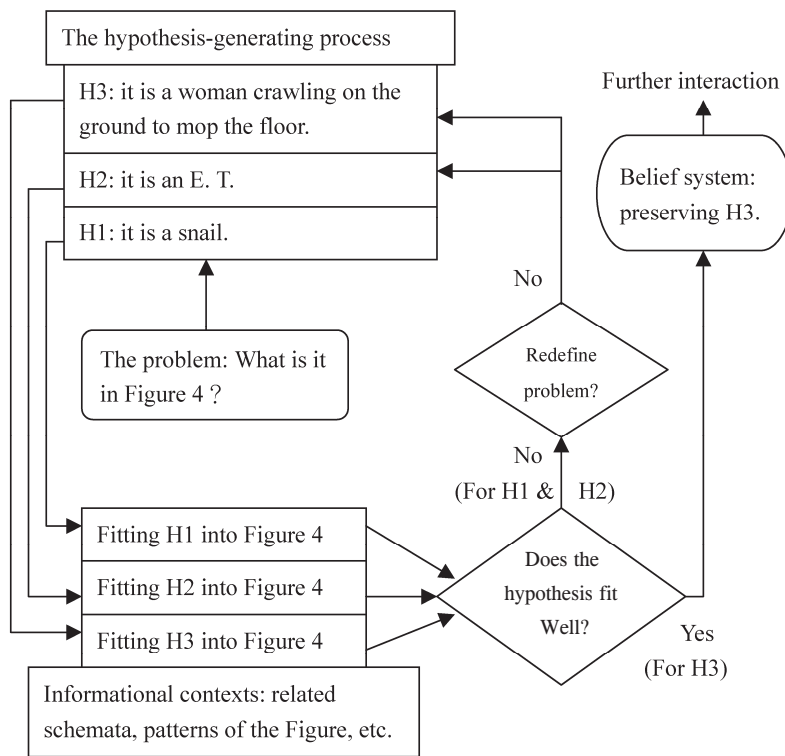 The hypothesis-generating process
H3: it is a woman crawling on the
ground to mop the floor.
H2: it is an E. T.
H1: it is a snail.
The problem: What is it
in Figure 4？
Further interaction
Belief system:
preserving H3.
No
Redefine
problem?
No
(For H1 & H2)
Fitting H1 into Figure 4
Fitting H2 into Figure 4
Fitting H3 into Figure 4
Informational contexts: related
schemata, patterns of the Figure, etc.
Does the
hypothesis fit
Well?
Yes
(For H3)